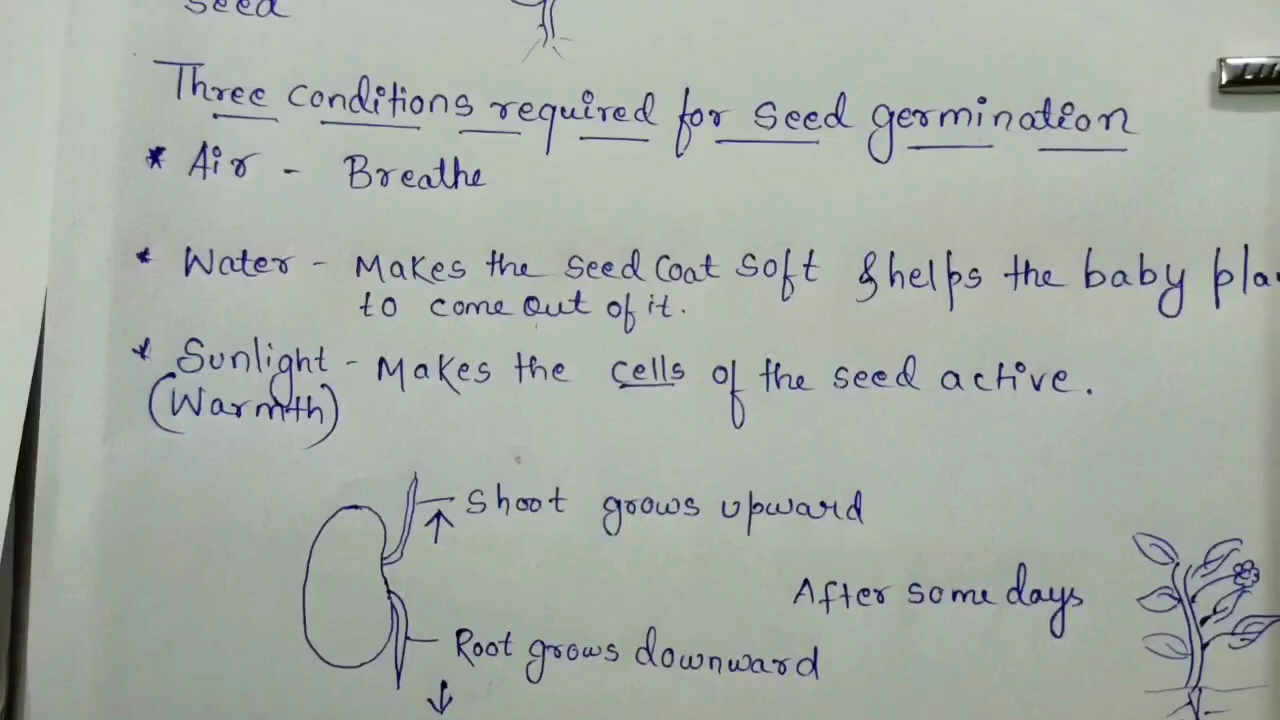 seed
Three conditions required for seed germination
* Air - Breathe
* Water - Makes the seed coat soft & helps the baby pla
to come out of it.
* Sunlight - Makes the cells of the seed active.
(Warmth)
↑ Shoot grows upward
After some days
Root grows downward
↓